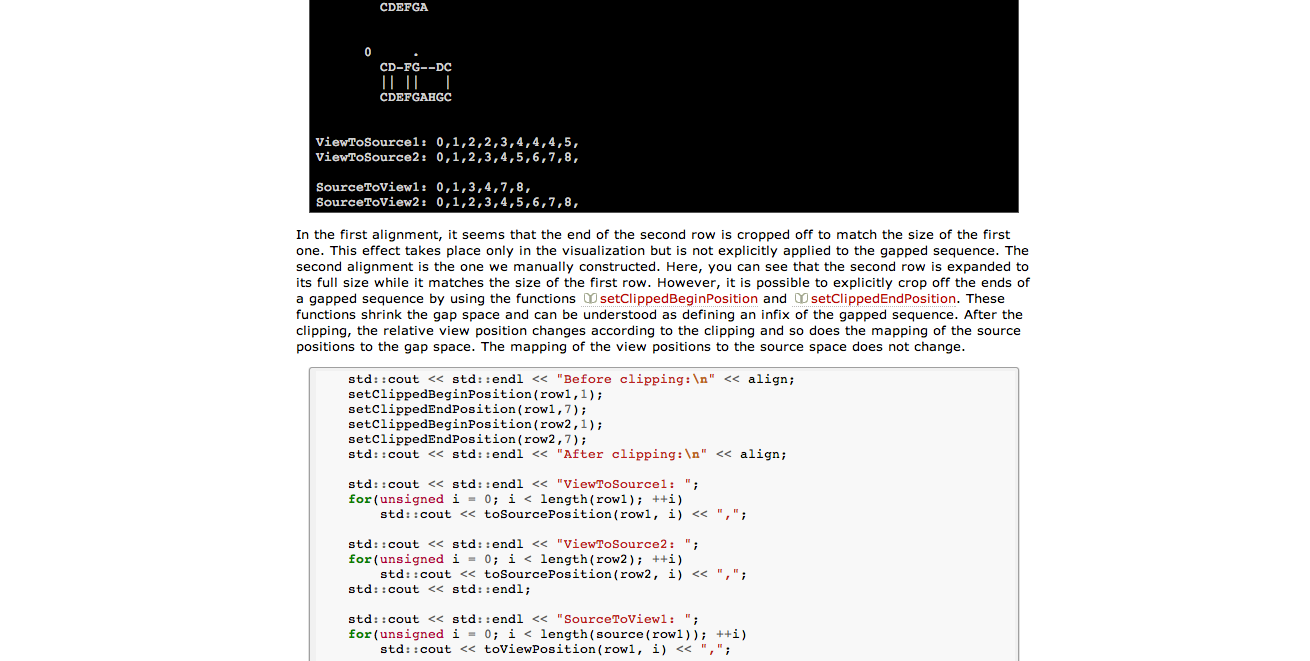 CDEFGA
0     .
CD-FG--DC
|| ||   |
CDEFGAHGC
ViewToSource1: 0,1,2,2,3,4,4,4,5,
ViewToSource2: 0,1,2,3,4,5,6,7,8,
SourceToView1: 0,1,3,4,7,8,
SourceToView2: 0,1,2,3,4,5,6,7,8,
In the first alignment, it seems that the end of the second row is cropped off to match the size of the first
one. This effect takes place only in the visualization but is not explicitly applied to the gapped sequence. The
second alignment is the one we manually constructed. Here, you can see that the second row is expanded to
its full size while it matches the size of the first row. However, it is possible to explicitly crop off the ends of
a gapped sequence by using the functions setClippedBeginPosition and setClippedEndPosition. These
functions shrink the gap space and can be understood as defining an infix of the gapped sequence. After the
clipping, the relative view position changes according to the clipping and so does the mapping of the source
positions to the gap space. The mapping of the view positions to the source space does not change.
std::cout << std::endl << "Before clipping:\n" << align;
setClippedBeginPosition(row1,1);
setClippedEndPosition(row1,7);
setClippedBeginPosition(row2,1);
setClippedEndPosition(row2,7);
std::cout << std::endl << "After clipping:\n" << align;
std::cout << std::endl << "ViewToSource1: ";
for(unsigned i = 0; i < length(row1); ++i)
std::cout << toSourcePosition(row1, i) << ",";
std::cout << std::endl << "ViewToSource2: ";
for(unsigned i = 0; i < length(row2); ++i)
std::cout << toSourcePosition(row2, i) << ",";
std::cout << std::endl;
std::cout << std::endl << "SourceToView1: ";
for(unsigned i = 0; i < length(source(row1)); ++i)
std::cout << toViewPosition(row1, i) << ",";